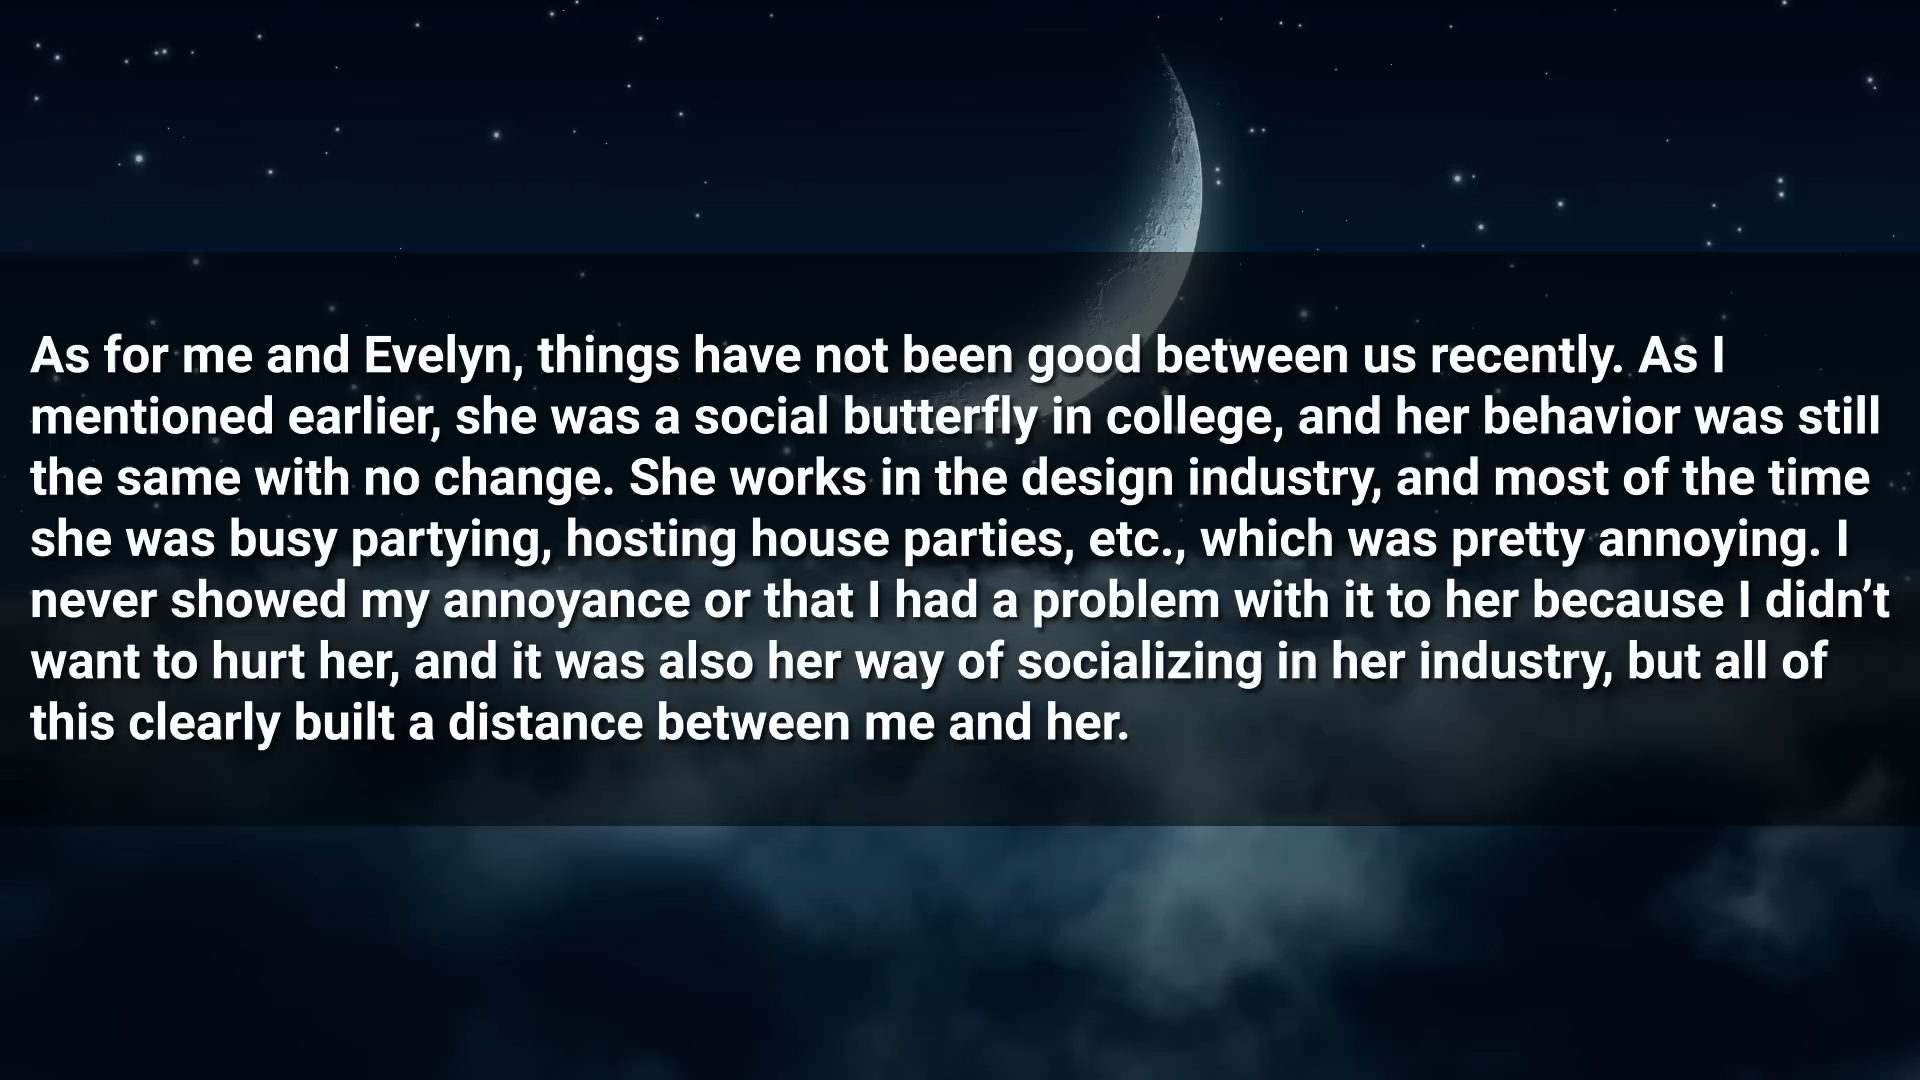 As for me and Evelyn, things have not been good between us recently. As I
mentioned earlier, she was a social butterfly in college, and her behavior was still
the same with no change. She works in the design industry, and most of the time
she was busy partying, hosting house parties, etc., which was pretty annoying. I
never showed my annoyance or that I had a problem with it to her because I didn’t
want to hurt her, and it was also her way of socializing in her industry, but all of
this clearly built a distance between me and her.